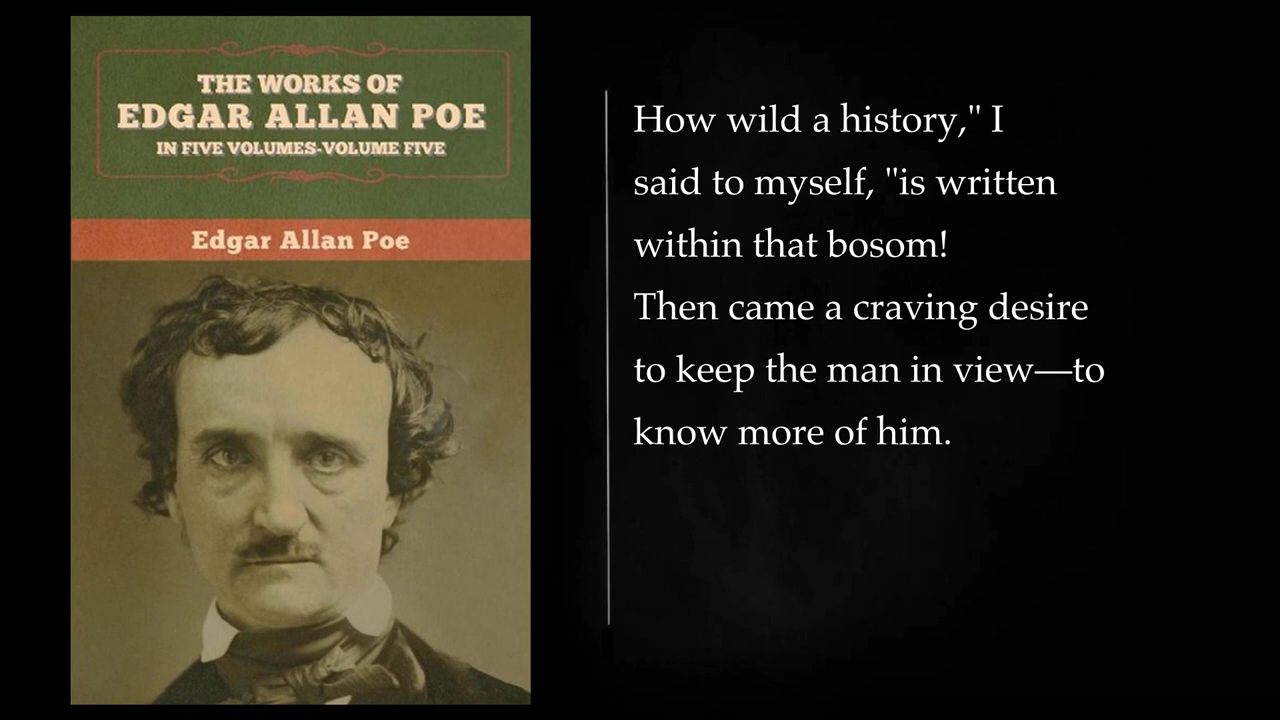 THE WORKS OF
EDGAR ALLAN POE
IN FIVE VOLUMES-VOLUME FIVE
Edgar Allan Poe
How wild a history," I
said to myself, "is written
within that bosom!
Then came a craving desire
to keep the man in view—to
know more of him.